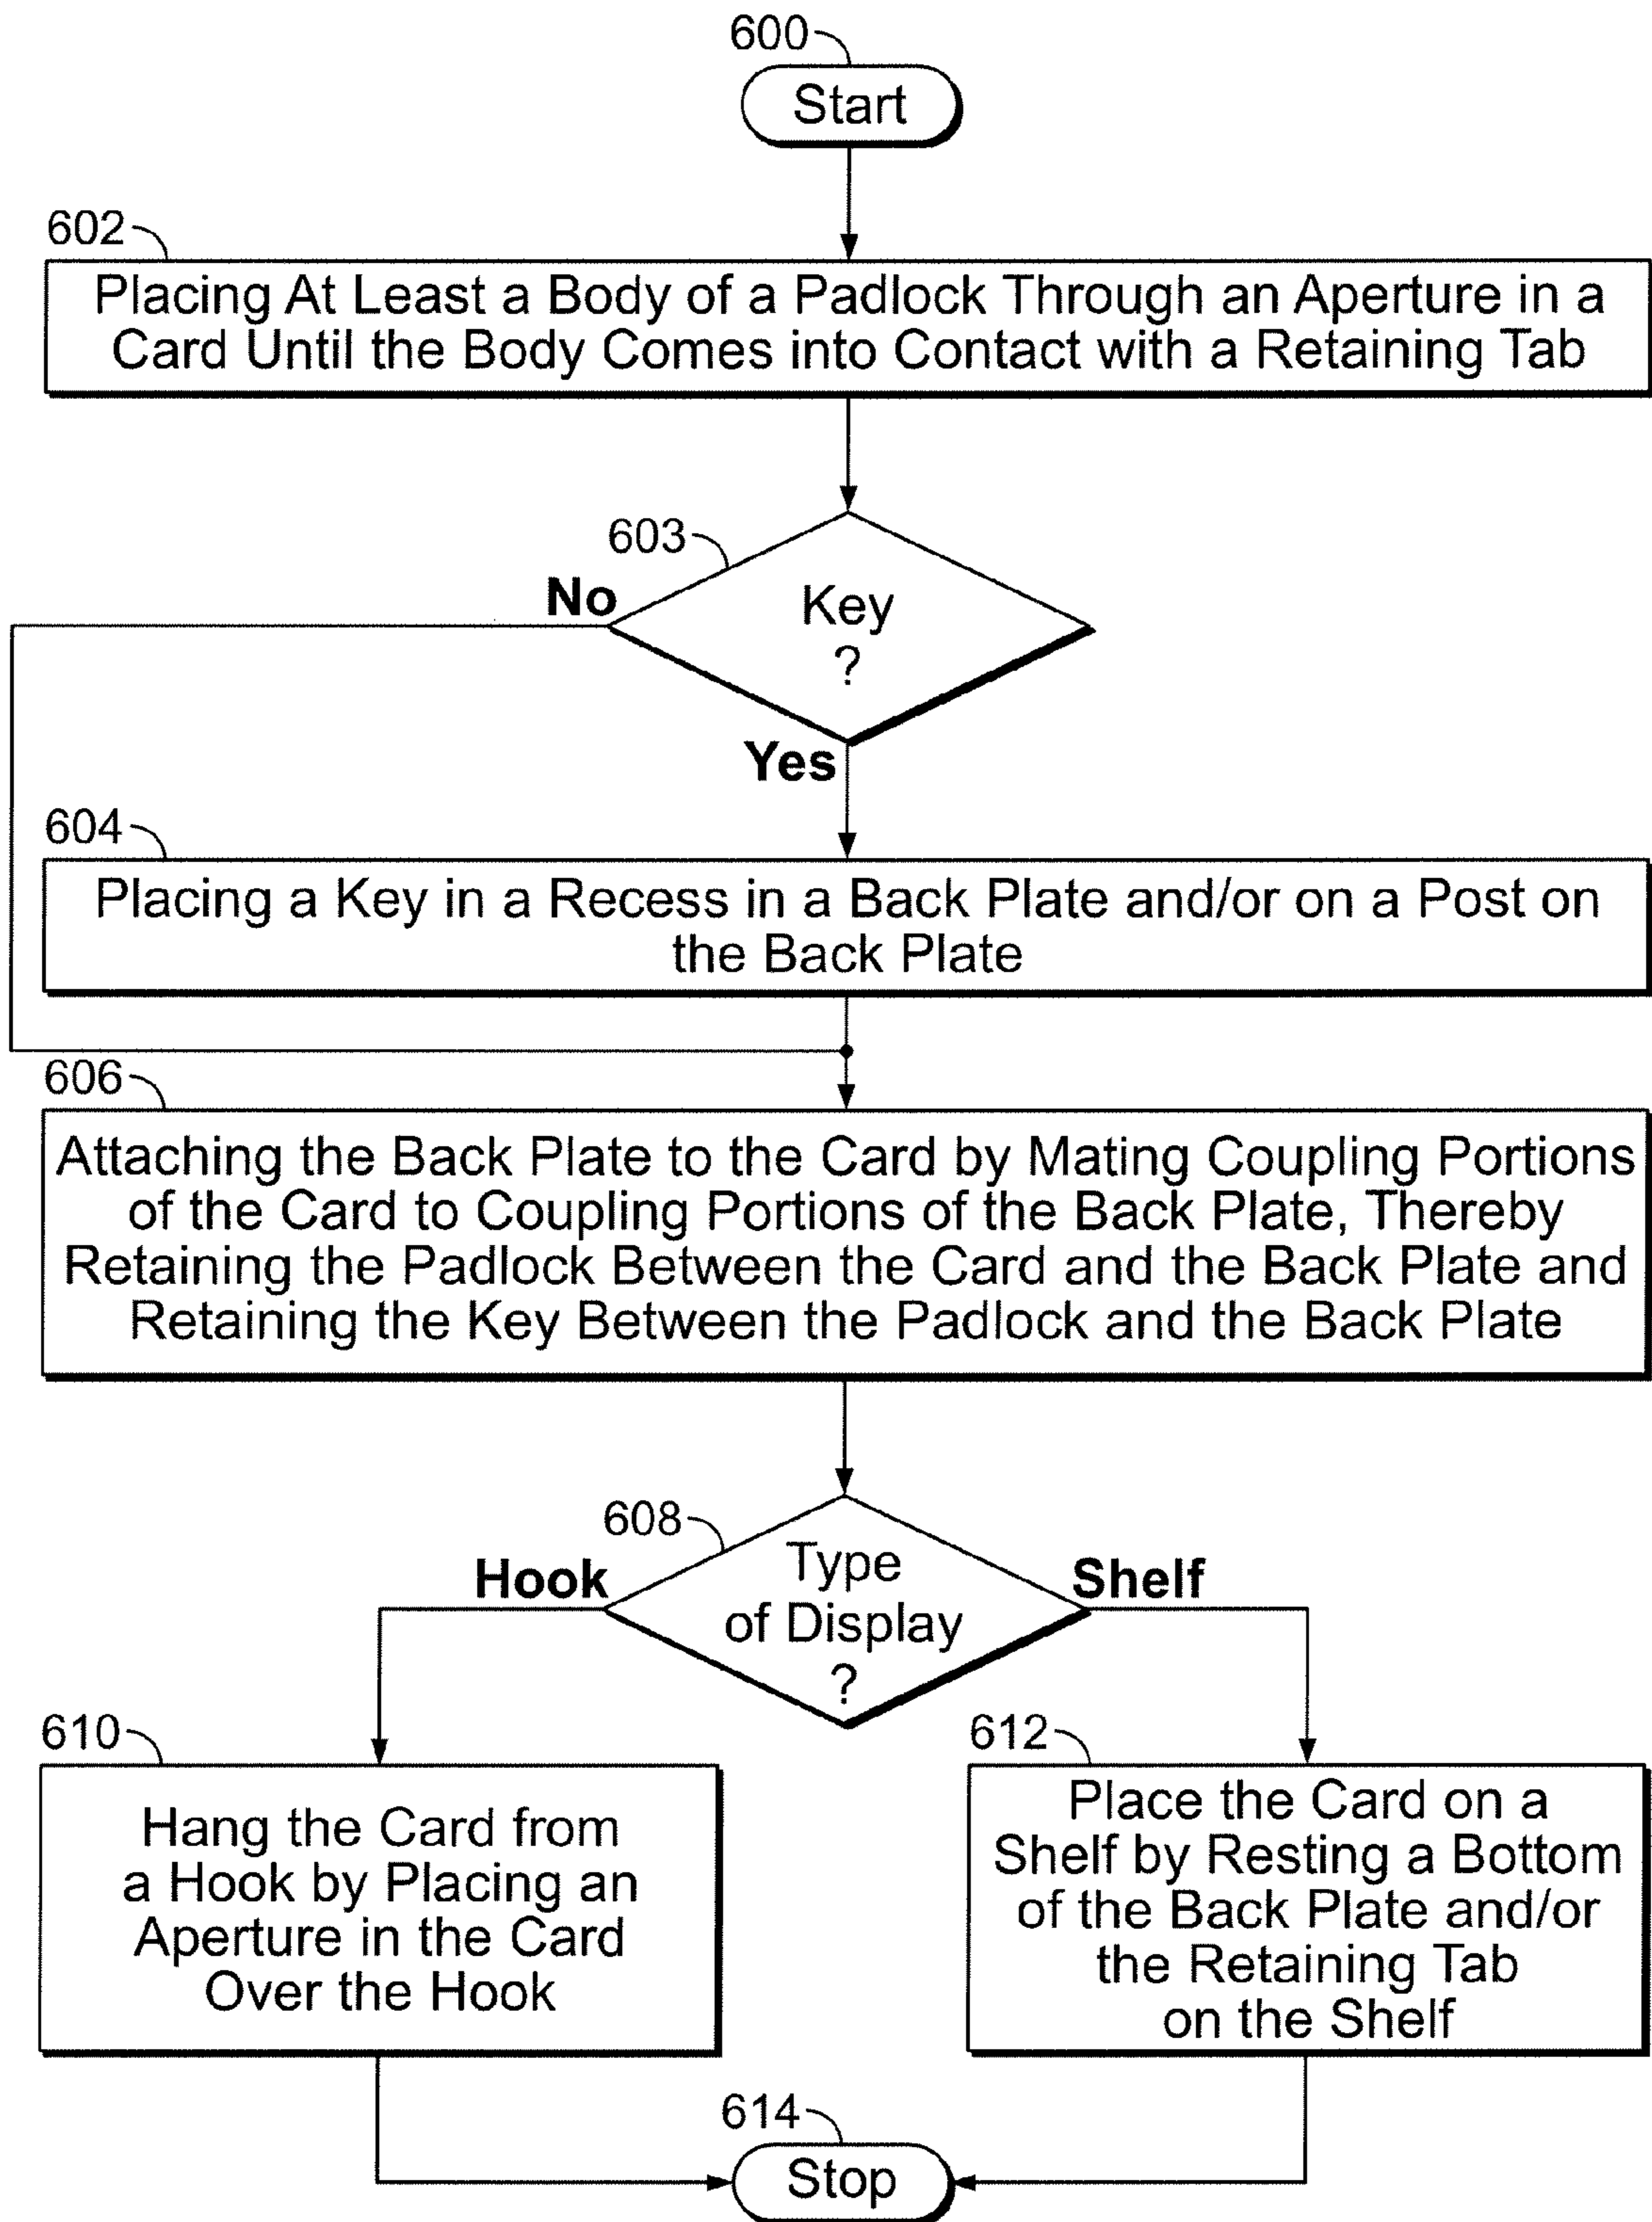 600
Start
602
Placing At Least a Body of a Padlock Through an Aperture in a
Card Until the Body Comes into Contact with a Retaining Tab
603
No
Key
?
Yes
604
Placing a Key in a Recess in a Back Plate and/or on a Post on
the Back Plate
606
Attaching the Back Plate to the Card by Mating Coupling Portions
of the Card to Coupling Portions of the Back Plate, Thereby
Retaining the Padlock Between the Card and the Back Plate and
Retaining the Key Between the Padlock and the Back Plate
608
Hook
Type
of Display
?
Shelf
610
Hang the Card from
a Hook by Placing an
Aperture in the Card
Over the Hook
612
Place the Card on a
Shelf by Resting a Bottom
of the Back Plate and/or
the Retaining Tab
on the Shelf
614
Stop